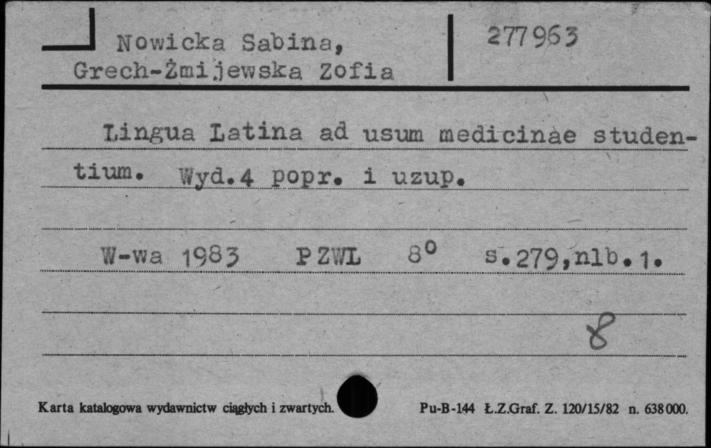 Nowicka Sabina,
277963
Grech-Żmijewska Zofia
Lingua Latina ad usum medicinae studen-
tium. Wyd.4 popr. i uzup.
W-wa 1983 PZWL 8° s.279,nlb.1.
8
Karta katalogowa wydawnictw ciągłych i zwartych.
Pu-B-144 Ł.Z.Graf. Z. 120/15/82 n. 638000.